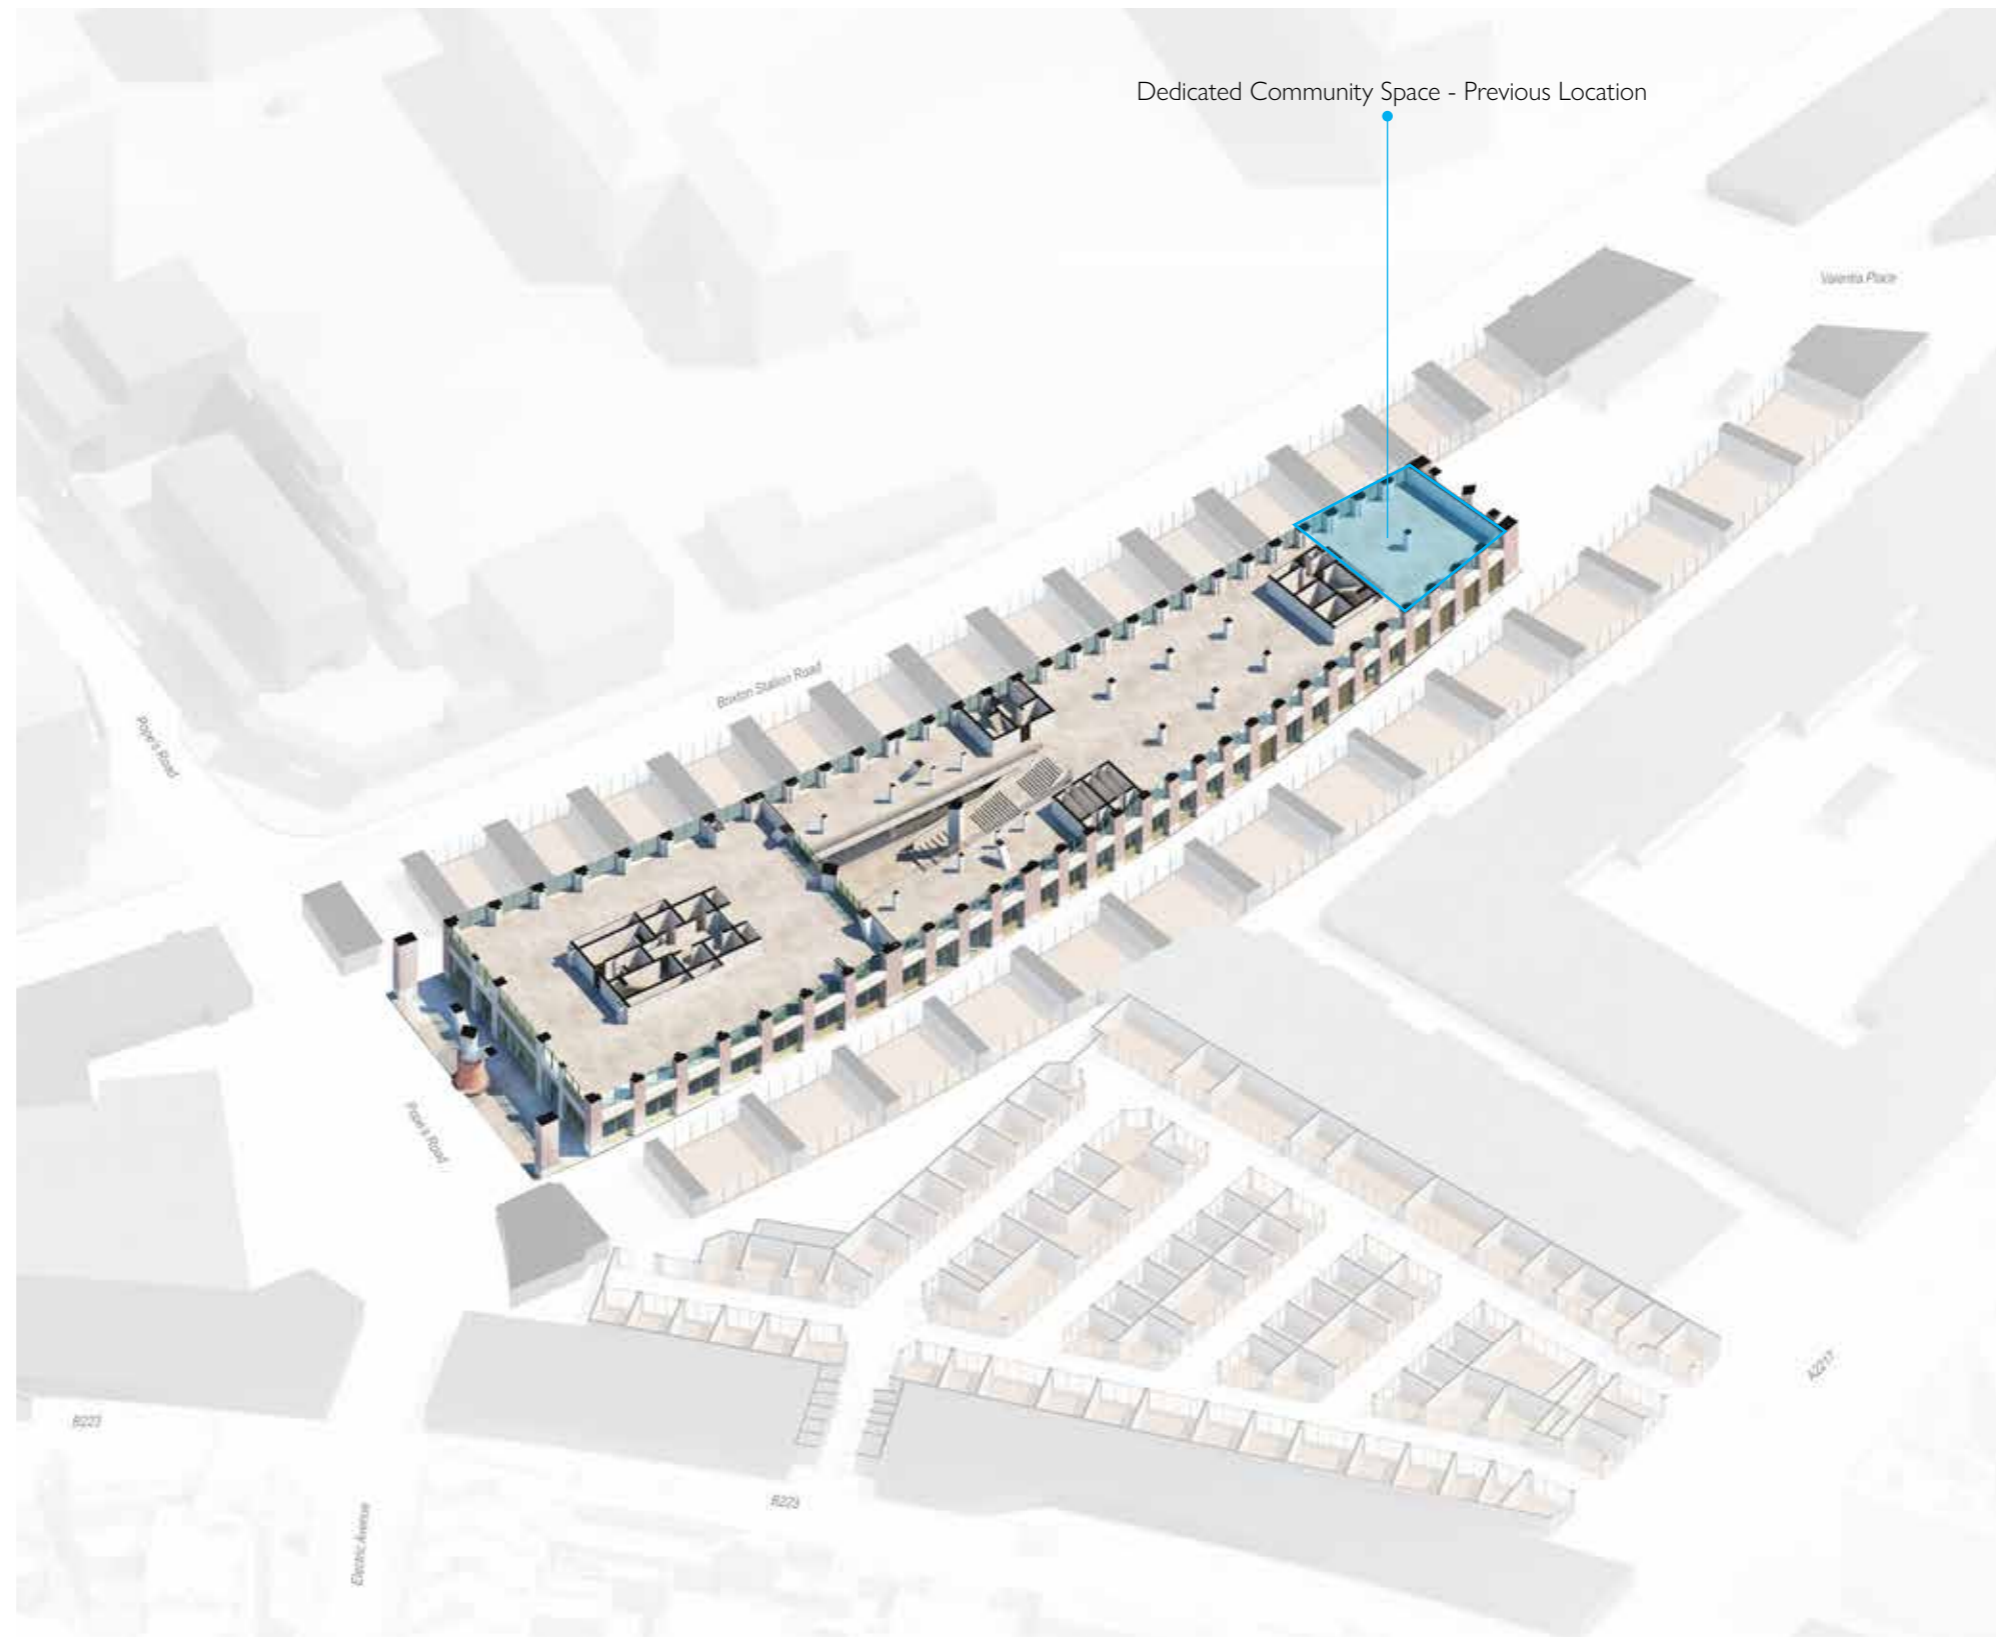 Dedicated Community Space - Previous Location
Valentia Place
Brixton Station Road
Pope's Road
Pope's Road
A2217
B223
B223
Electric Avenue